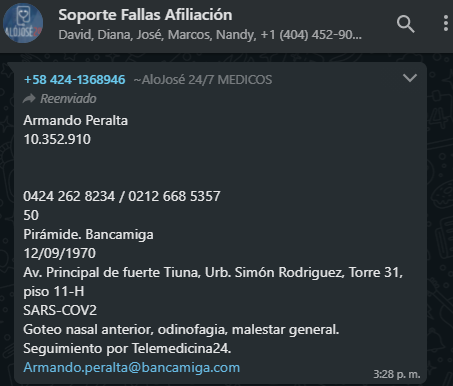 Soporte Fallas Afiliación
David, Diana, José, Marcos, Nandy, +1 (404) 452-90...
ALOJOSÉ
+58 424-1368946 ~AloJosé 24/7 MEDICOS
Reenviado
Armando Peralta
10.352.910
0424 262 8234 / 0212 668 5357
50
Pirámide. Bancamiga
12/09/1970
Av. Principal de fuerte Tiuna, Urb. Simón Rodriguez, Torre 31,
piso 11-H
SARS-COV2
Goteo nasal anterior, odinofagia, malestar general.
Seguimiento por Telemedicina24.
Armando.peralta@bancamiga.com
3:28 p. m.